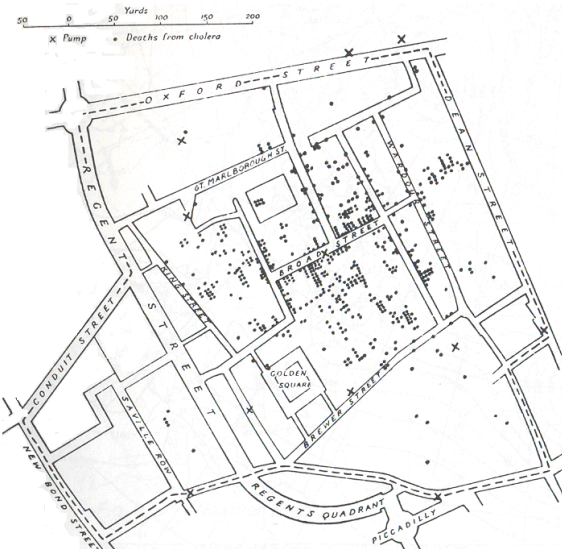 Yards
50 0 50 100 150 200
x Pump • Deaths from cholera
OXFORD STREET
DEAN STREET
WARDOUR STREET
GT. MARLBOROUGH ST.
REGENT STREET
BROAD STREET
KING STREET
CONDUIT STREET
GOLDEN
SQUARE
SAVILLE ROW
BREWER STREET
NEW BOND STREET
REGENTS QUADRANT
PICCADILLY